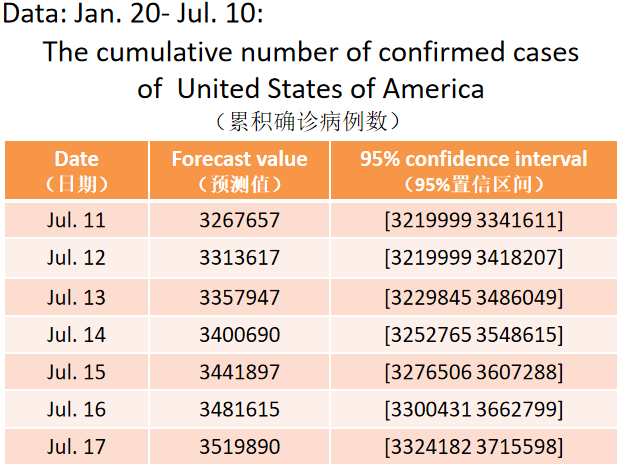 Data: Jan. 20- Jul. 10:
The cumulative number of confirmed cases
of United States of America
（累积确诊病例数）
Date Forecast value 95% confidence interval
（日期） （预测值） （95%置信区间）
Jul. 11 3267657 [3219999 3341611]
Jul. 12 3313617 [3219999 3418207]
Jul. 13 3357947 [3229845 3486049]
Jul. 14 3400690 [3252765 3548615]
Jul. 15 3441897 [3276506 3607288]
Jul. 16 3481615 [3300431 3662799]
Jul. 17 3519890 [3324182 3715598]